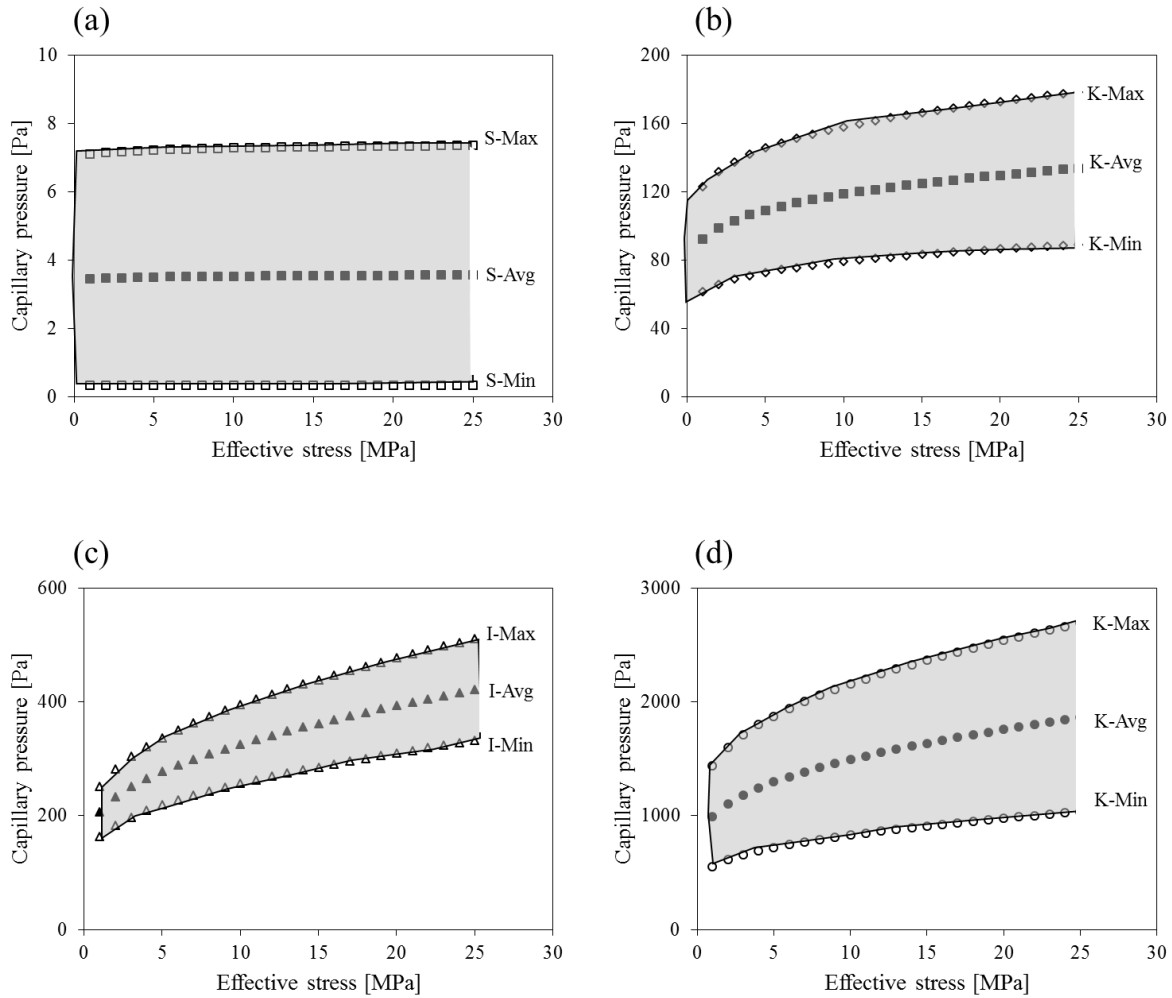 (a)
10
8
6
4
2
0
Capillary pressure [Pa]
S-Max
S-Avg
S-Min
0 5 10 15 20 25 30
Effective stress [MPa]
(b)
200
160
120
80
40
0
Capillary pressure [Pa]
K-Max
K-Avg
K-Min
0 5 10 15 20 25 30
Effective stress [MPa]
(c)
600
400
200
0
Capillary pressure [Pa]
I-Max
I-Avg
I-Min
0 5 10 15 20 25 30
Effective stress [MPa]
(d)
3000
2000
1000
0
Capillary pressure [Pa]
K-Max
K-Avg
K-Min
0 5 10 15 20 25 30
Effective stress [MPa]